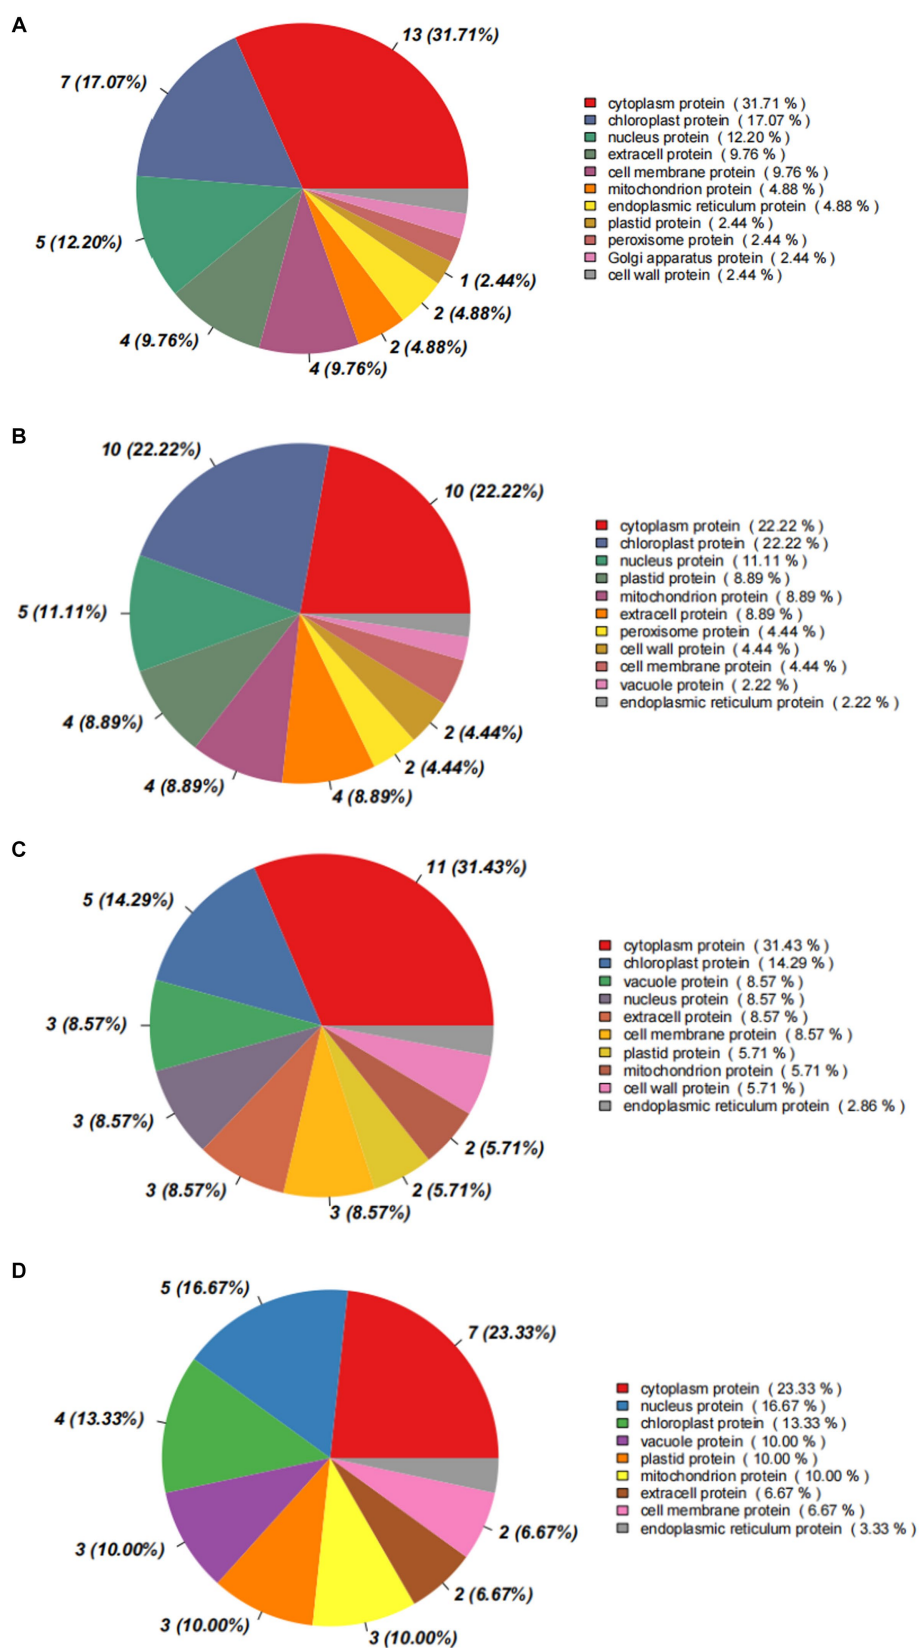 A
13 (31.71%)
7 (17.07%)
5 (12.20%)
4 (9.76%)
4 (9.76%)
2 (4.88%)
2 (4.88%)
1 (2.44%)
cytoplasm protein ( 31.71 % )
chloroplast protein ( 17.07 % )
nucleus protein ( 12.20 % )
extracell protein ( 9.76 % )
cell membrane protein ( 9.76 % )
mitochondrion protein ( 4.88 % )
endoplasmic reticulum protein ( 4.88 % )
plastid protein ( 2.44 % )
peroxisome protein ( 2.44 % )
Golgi apparatus protein ( 2.44 % )
cell wall protein ( 2.44 % )
B
10 (22.22%)
10 (22.22%)
5 (11.11%)
4 (8.89%)
4 (8.89%)
4 (8.89%)
2 (4.44%)
2 (4.44%)
cytoplasm protein ( 22.22 % )
chloroplast protein ( 22.22 % )
nucleus protein ( 11.11 % )
plastid protein ( 8.89 % )
mitochondrion protein ( 8.89 % )
extracell protein ( 8.89 % )
peroxisome protein ( 4.44 % )
cell wall protein ( 4.44 % )
cell membrane protein ( 4.44 % )
vacuole protein ( 2.22 % )
endoplasmic reticulum protein ( 2.22 % )
C
11 (31.43%)
5 (14.29%)
3 (8.57%)
3 (8.57%)
3 (8.57%)
3 (8.57%)
2 (5.71%)
2 (5.71%)
cytoplasm protein ( 31.43 % )
chloroplast protein ( 14.29 % )
vacuole protein ( 8.57 % )
nucleus protein ( 8.57 % )
extracell protein ( 8.57 % )
cell membrane protein ( 8.57 % )
plastid protein ( 5.71 % )
mitochondrion protein ( 5.71 % )
cell wall protein ( 5.71 % )
endoplasmic reticulum protein ( 2.86 % )
D
7 (23.33%)
5 (16.67%)
4 (13.33%)
3 (10.00%)
3 (10.00%)
3 (10.00%)
2 (6.67%)
2 (6.67%)
cytoplasm protein ( 23.33 % )
nucleus protein ( 16.67 % )
chloroplast protein ( 13.33 % )
vacuole protein ( 10.00 % )
plastid protein ( 10.00 % )
mitochondrion protein ( 10.00 % )
extracell protein ( 6.67 % )
cell membrane protein ( 6.67 % )
endoplasmic reticulum protein ( 3.33 % )